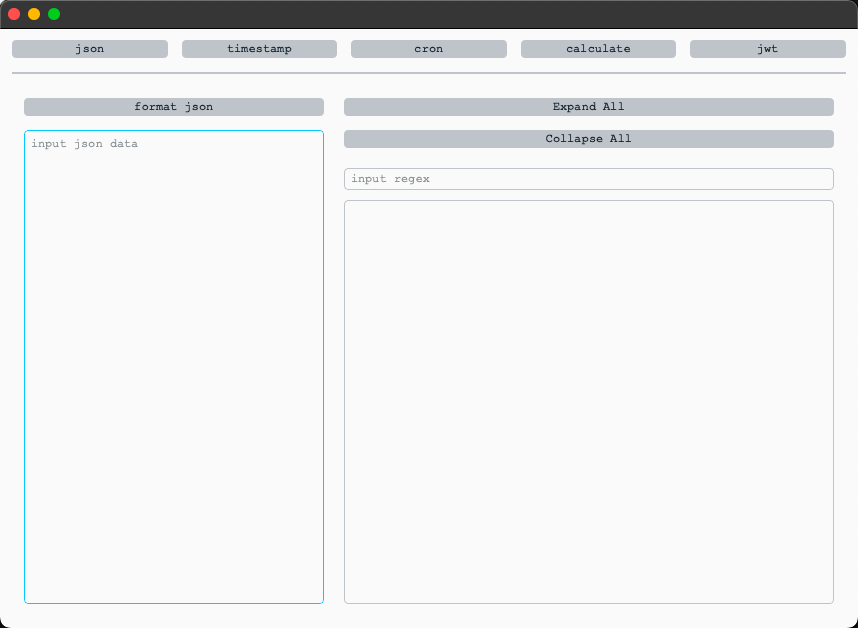 json timestamp cron calculate jwt
format json
input json data
Expand All
Collapse All
input regex